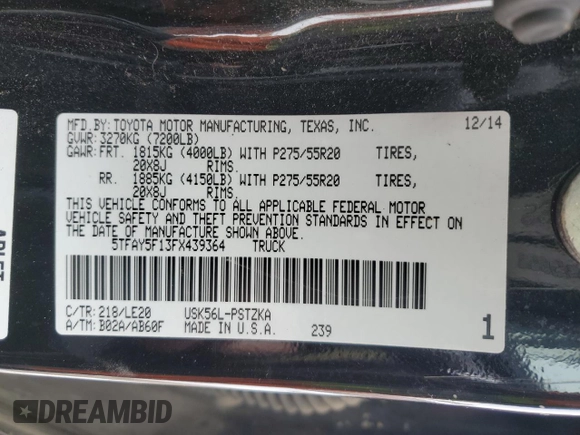 MFD.BY:TOYOTA MOTOR MANUFACTURING, TEXAS, INC. 12/14
GVWR:3270KG (7200LB)
GAWR:FRT. 1815KG (4000LB) WITH P275/55R20 TIRES,
20X8J RIMS.
RR. 1885KG (4150LB) WITH P275/55R20 TIRES,
20X8J RIMS.
THIS VEHICLE CONFORMS TO ALL APPLICABLE FEDERAL MOTOR
VEHICLE SAFETY AND THEFT PREVENTION STANDARDS IN EFFECT ON
THE DATE OF MANUFACTURE SHOWN ABOVE.
5TFAY5F13FX439364 TRUCK
C/TR:218/LE20 USK56L-PSTZKA
A/TM:B02A/AB60F MADE IN U.S.A. 239 1
DREAMBID